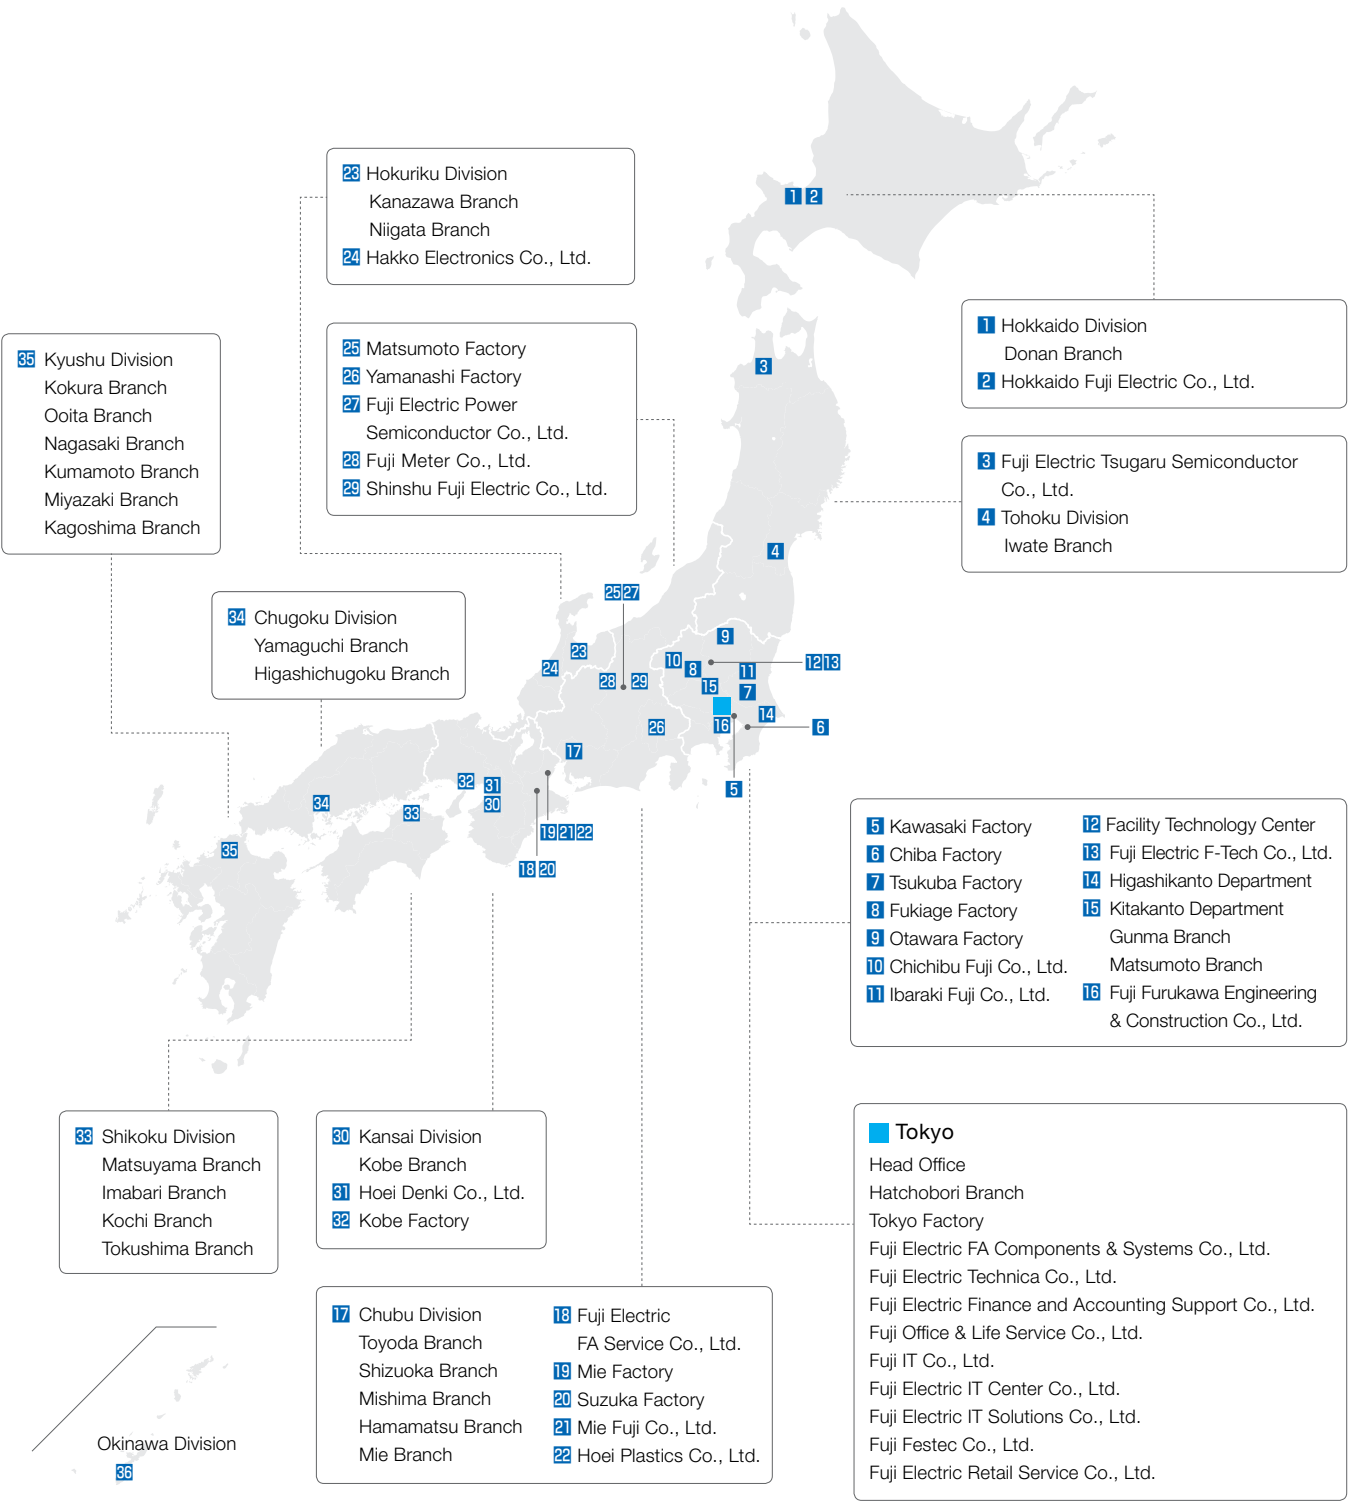 23 Hokuriku Division
Kanazawa Branch
Niigata Branch
24 Hakko Electronics Co., Ltd.
1 2
1 Hokkaido Division
Donan Branch
2 Hokkaido Fuji Electric Co., Ltd.
25 Matsumoto Factory
26 Yamanashi Factory
27 Fuji Electric Power
Semiconductor Co., Ltd.
28 Fuji Meter Co., Ltd.
29 Shinshu Fuji Electric Co., Ltd.
35 Kyushu Division
Kokura Branch
Ooita Branch
Nagasaki Branch
Kumamoto Branch
Miyazaki Branch
Kagoshima Branch
3
3 Fuji Electric Tsugaru Semiconductor
Co., Ltd.
4 Tohoku Division
Iwate Branch
4
34 Chugoku Division
Yamaguchi Branch
Higashichugoku Branch
25 27
9
23
24
10
8
12 13
11
28
29
15
7
14
26
16
6
17
32
31
5
34
33
30
19 21 22
35
18 20
5 Kawasaki Factory
6 Chiba Factory
7 Tsukuba Factory
8 Fukiage Factory
9 Otawara Factory
10 Chichibu Fuji Co., Ltd.
11 Ibaraki Fuji Co., Ltd.
12 Facility Technology Center
13 Fuji Electric F-Tech Co., Ltd.
14 Higashikanto Department
15 Kitakanto Department
Gunma Branch
Matsumoto Branch
16 Fuji Furukawa Engineering
& Construction Co., Ltd.
33 Shikoku Division
Matsuyama Branch
Imabari Branch
Kochi Branch
Tokushima Branch
30 Kansai Division
Kobe Branch
31 Hoei Denki Co., Ltd.
32 Kobe Factory
Tokyo
Head Office
Hatchobori Branch
Tokyo Factory
Fuji Electric FA Components & Systems Co., Ltd.
Fuji Electric Technica Co., Ltd.
Fuji Electric Finance and Accounting Support Co., Ltd.
Fuji Office & Life Service Co., Ltd.
Fuji IT Co., Ltd.
Fuji Electric IT Center Co., Ltd.
Fuji Electric IT Solutions Co., Ltd.
Fuji Festec Co., Ltd.
Fuji Electric Retail Service Co., Ltd.
17 Chubu Division
Toyoda Branch
Shizuoka Branch
Mishima Branch
Hamamatsu Branch
Mie Branch
18 Fuji Electric
FA Service Co., Ltd.
19 Mie Factory
20 Suzuka Factory
21 Mie Fuji Co., Ltd.
22 Hoei Plastics Co., Ltd.
Okinawa Division
36